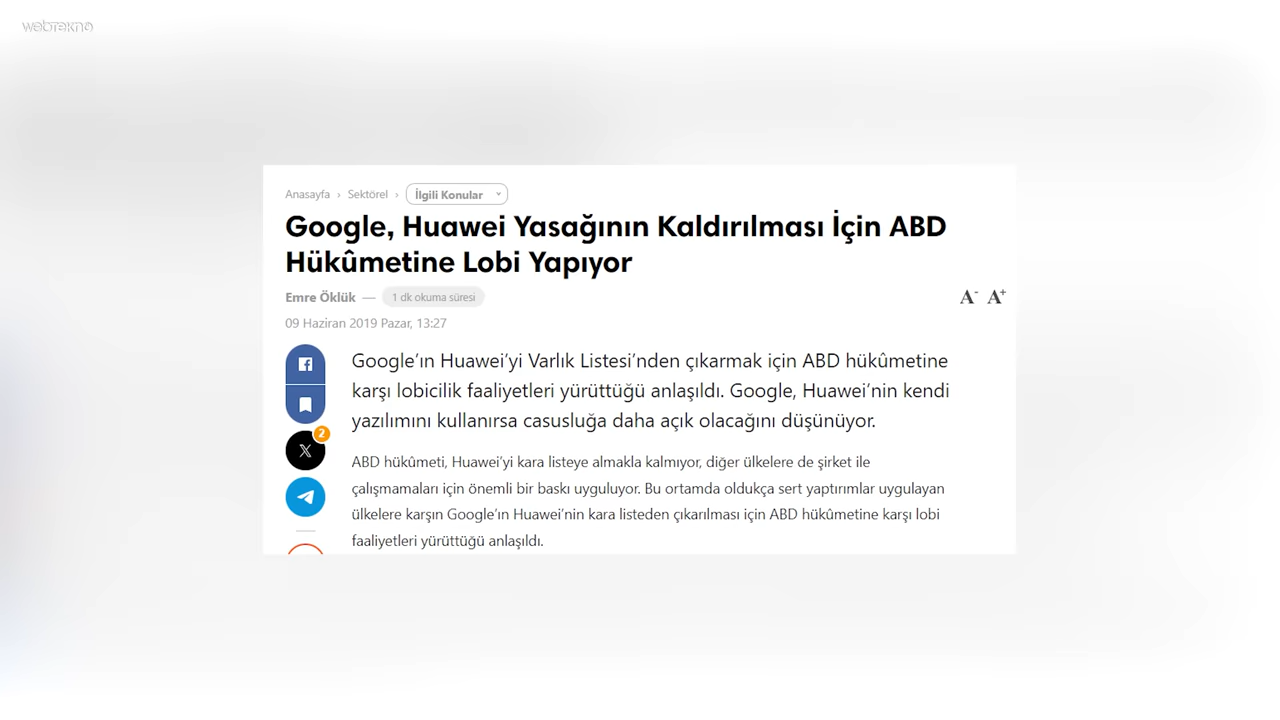 webtekno
Anasayfa › Sektörel › İlgili Konular
Google, Huawei Yasağının Kaldırılması İçin ABD
Hükûmetine Lobi Yapıyor
Emre Öklük — 1 dk okuma süresi
A- A+
09 Haziran 2019 Pazar, 13:27
Google’ın Huawei’yi Varlık Listesi’nden çıkarmak için ABD hükûmetine
karşı lobicilik faaliyetleri yürüttüğü anlaşıldı. Google, Huawei’nin kendi
yazılımını kullanırsa casusluğa daha açık olacağını düşünüyor.
2
ABD hükûmeti, Huawei’yi kara listeye almakla kalmıyor, diğer ülkelere de şirket ile
çalışmamaları için önemli bir baskı uyguluyor. Bu ortamda oldukça sert yaptırımlar uygulayan
ülkelere karşın Google’ın Huawei’nin kara listeden çıkarılması için ABD hükûmetine karşı lobi
faaliyetleri yürüttüğü anlaşıldı.